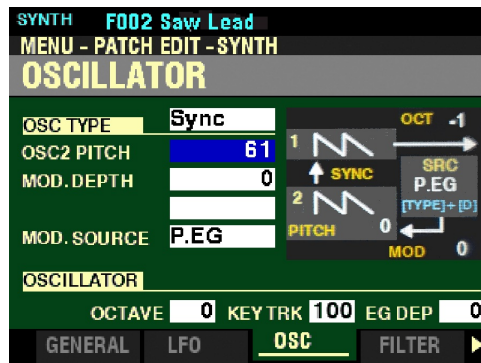 SYNTH F002 Saw Lead
MENU - PATCH EDIT - SYNTH
OSCILLATOR
OSC TYPE Sync
OSC2 PITCH 61
MOD. DEPTH 0
MOD. SOURCE P.EG
OCT -1
1
SYNC
SRC
P.EG
[TYPE]+[D]
2
PITCH 0
MOD 0
OSCILLATOR
OCTAVE 0 KEY TRK 100 EG DEP 0
GENERAL LFO OSC FILTER